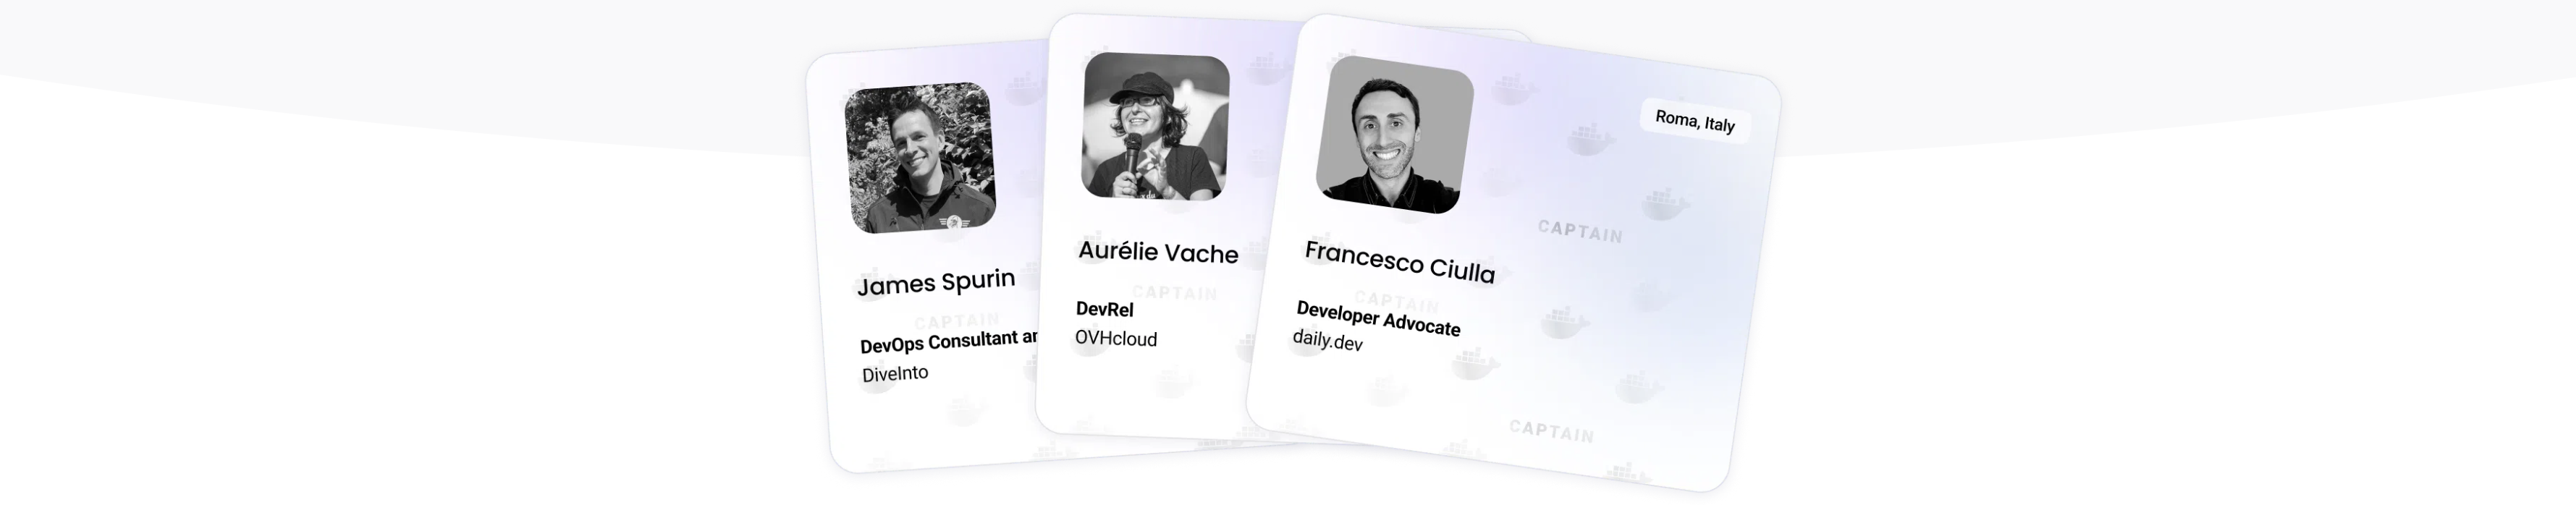 James Spurin
CAPTAIN
DevOps Consultant
DiveInto
Aurélie Vache
CAPTAIN
DevRel
OVHcloud
Roma, Italy
CAPTAIN
Francesco Ciulla
CAPTAIN
Developer Advocate
daily.dev
CAPTAIN